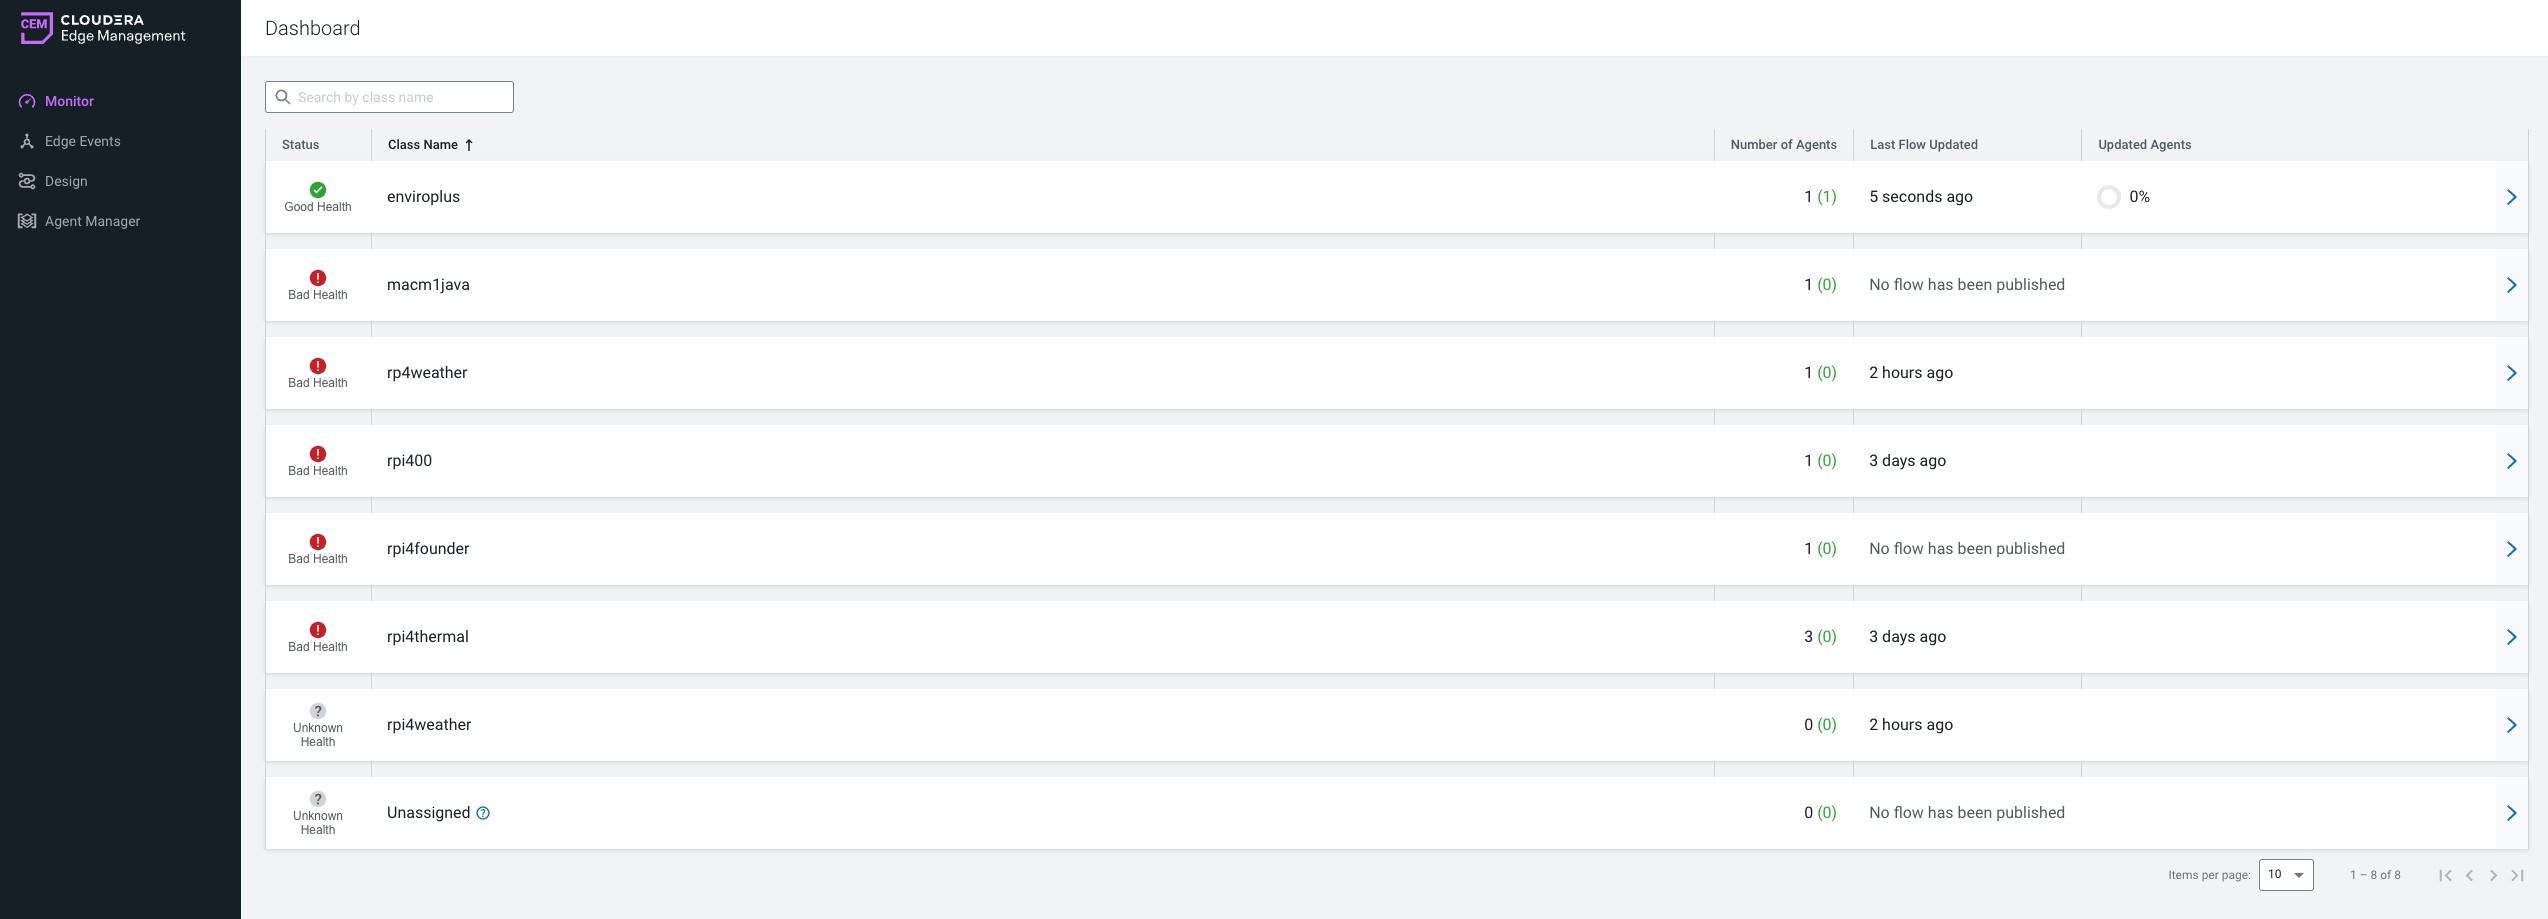 CEM
CLOUDERA
Edge Management
Monitor
Edge Events
Design
Agent Manager
Dashboard
Search by class name
Status Class Name Number of Agents Last Flow Updated Updated Agents
Good Health enviroplus 1 (1) 5 seconds ago 0%
Bad Health macm1java 1 (0) No flow has been published
Bad Health rp4weather 1 (0) 2 hours ago
Bad Health rpi400 1 (0) 3 days ago
Bad Health rpi4founder 1 (0) No flow has been published
Bad Health rpi4thermal 3 (0) 3 days ago
Unknown Health rpi4weather 0 (0) 2 hours ago
Unknown Health Unassigned 0 (0) No flow has been published
Items per page: 10 1 – 8 of 8